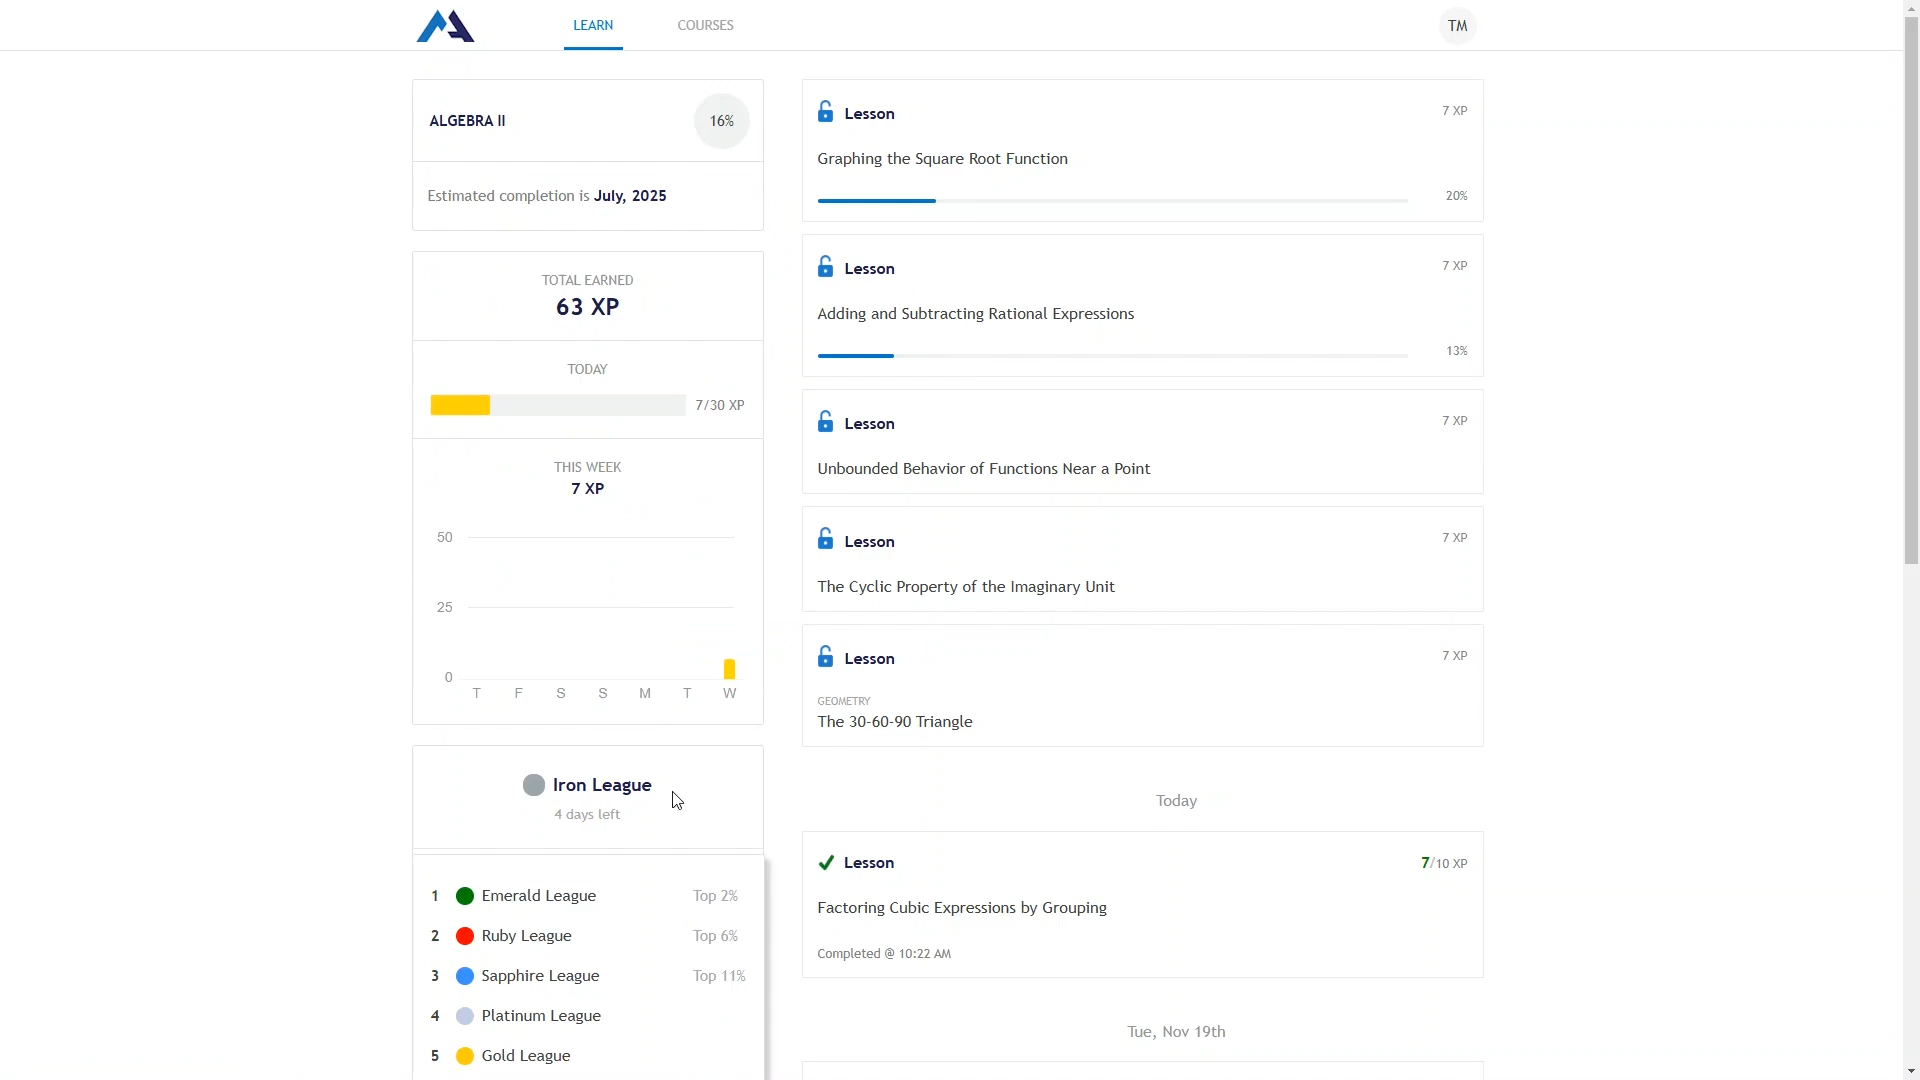 LEARN
COURSES
TM
ALGEBRA II
16%
Estimated completion is July, 2025
TOTAL EARNED
63 XP
TODAY
7/30 XP
THIS WEEK
7 XP
50
25
0
T F S S M T W
Iron League
4 days left
1 Emerald League Top 2%
2 Ruby League Top 6%
3 Sapphire League Top 11%
4 Platinum League
5 Gold League
Lesson 7 XP
Graphing the Square Root Function
20%
Lesson 7 XP
Adding and Subtracting Rational Expressions
13%
Lesson 7 XP
Unbounded Behavior of Functions Near a Point
Lesson 7 XP
The Cyclic Property of the Imaginary Unit
Lesson 7 XP
GEOMETRY
The 30-60-90 Triangle
Today
Lesson 7/10 XP
Factoring Cubic Expressions by Grouping
Completed @ 10:22 AM
Tue, Nov 19th